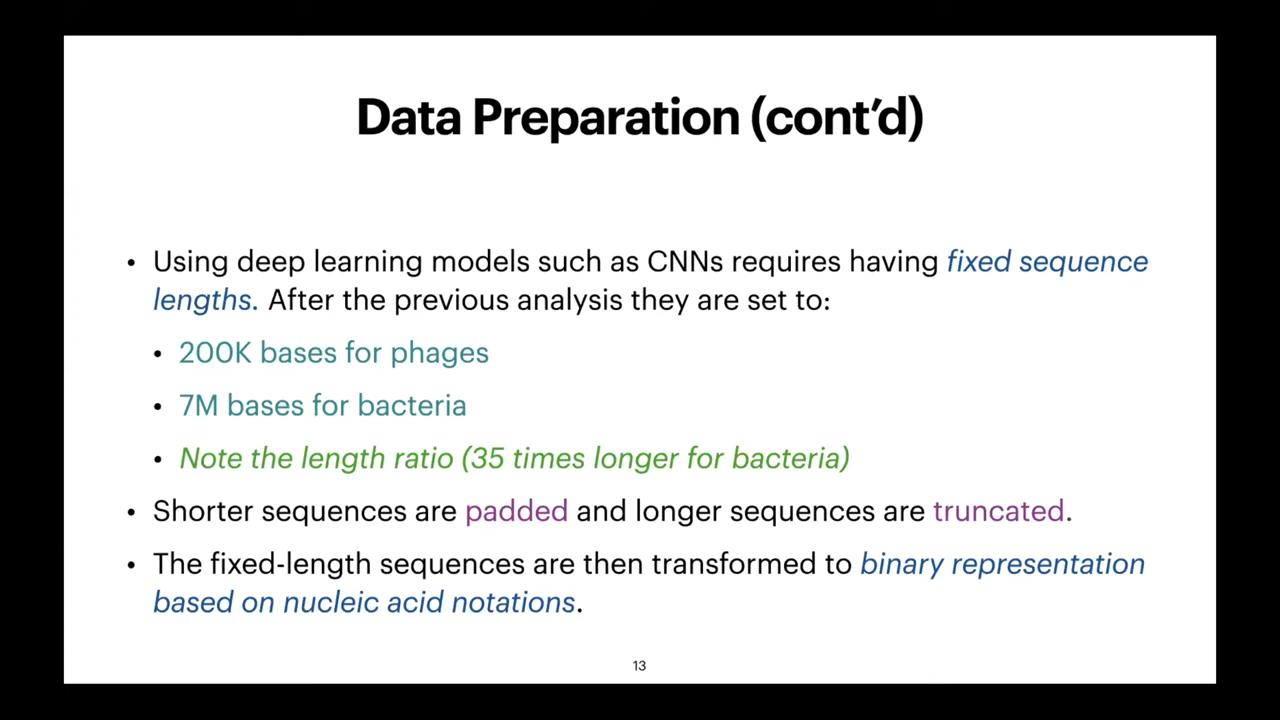 Data Preparation (cont’d)
• Using deep learning models such as CNNs requires having fixed sequence
lengths. After the previous analysis they are set to:
• 200K bases for phages
• 7M bases for bacteria
• Note the length ratio (35 times longer for bacteria)
• Shorter sequences are padded and longer sequences are truncated.
• The fixed-length sequences are then transformed to binary representation
based on nucleic acid notations.
13